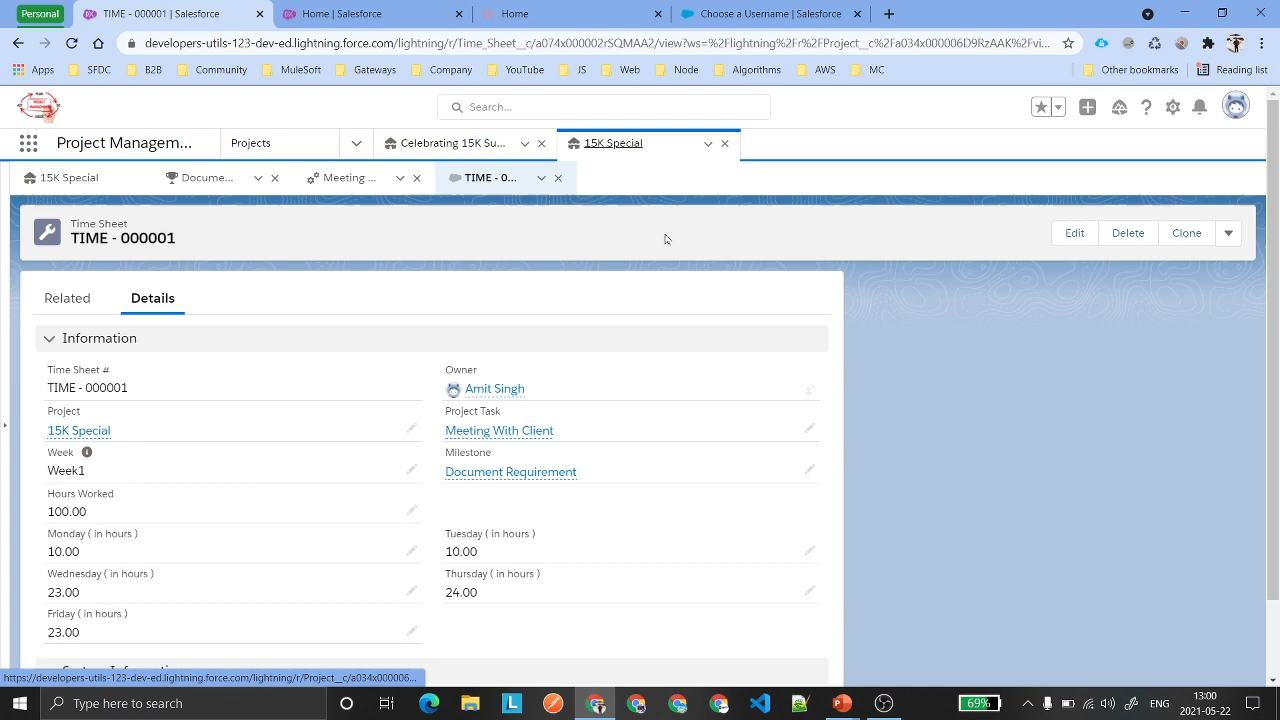 Personal
TIME - 000001 | Salesforce
Home | Salesforce
Home
Choose a Username | Salesforce
developers-utils-123-dev-ed.lightning.force.com/lightning/r/Time_Sheet__c/a074x000002rSQMAA2/view?ws=%2Flightning%2Fr%2FProject__c%2Fa034x000006D9RzAAK%2Fvi...
Apps
SFDC
B2B
Community
MuleSoft
Gateways
Company
YouTube
JS
Web
Node
Algorithms
AWS
MC
Other bookmarks
Reading list
PROJECT
Search...
Project Managem...
Projects
Celebrating 15K Su...
15K Special
15K Special
Docume...
Meeting ...
TIME - 0...
Time Sheet
TIME - 000001
Edit
Delete
Clone
Related
Details
Information
Time Sheet #
TIME - 000001
Owner
Amit Singh
Project
15K Special
Project Task
Meeting With Client
Week
Week1
Milestone
Document Requirement
Hours Worked
100.00
Monday ( in hours )
10.00
Tuesday ( in hours )
10.00
Wednesday ( in hours )
23.00
Thursday ( in hours )
24.00
Friday ( in hours )
23.00
https://developers-utils-123-dev-ed.lightning.force.com/lightning/r/Project__c/a034x000006...
Type here to search
69%
ENG
13:00
2021-05-22